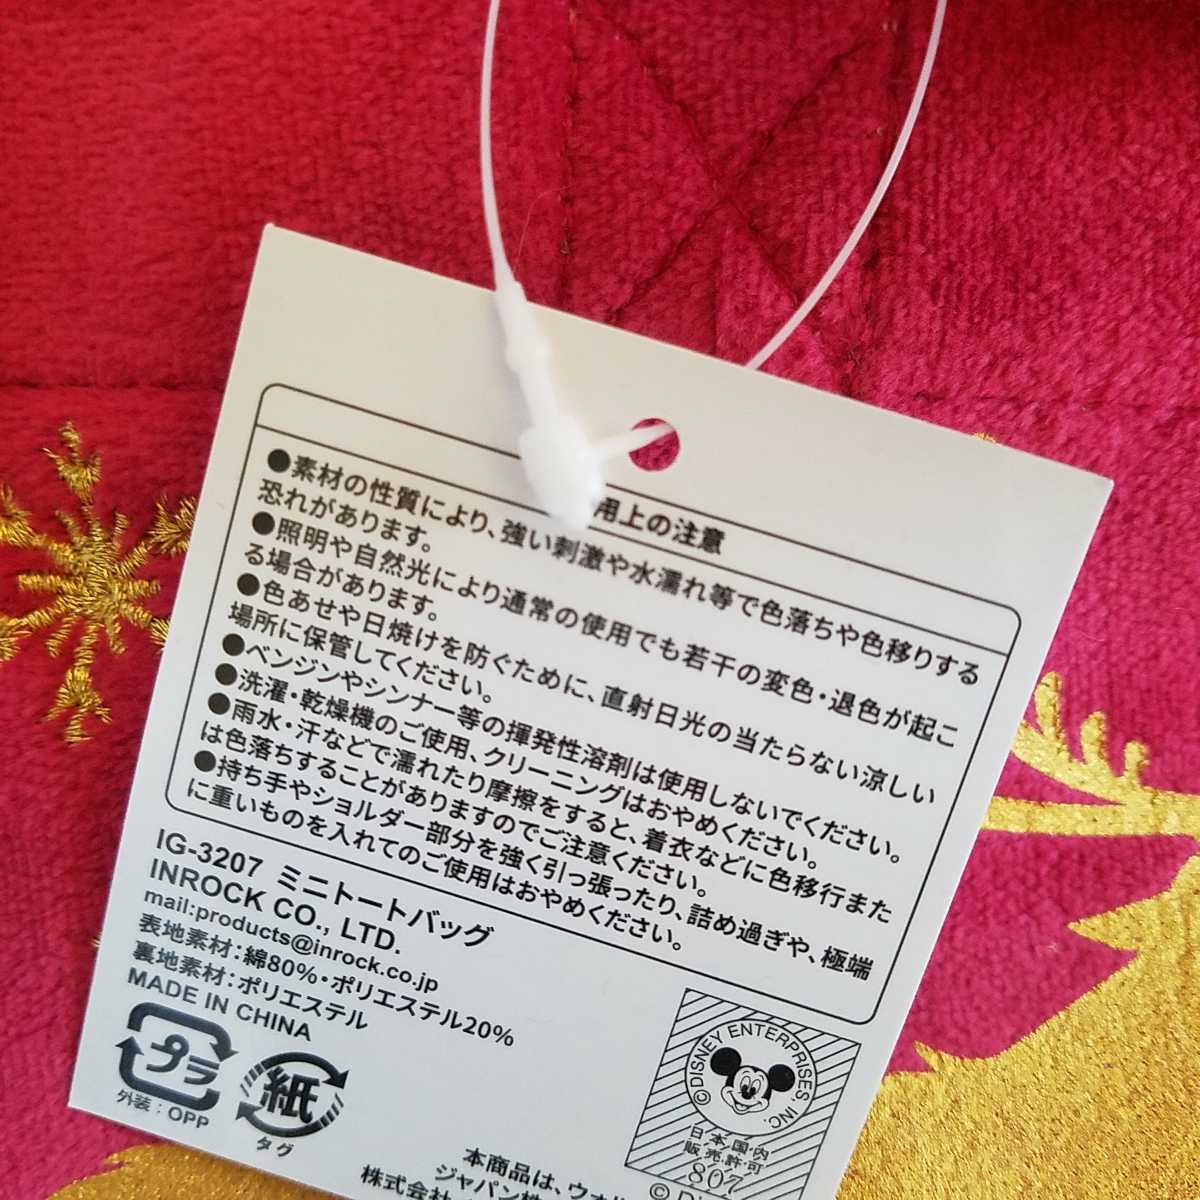 用上の注意
●素材の性質により、強い刺激や水濡れ等で色落ちや色移りする
恐れがあります。
●照明や自然光により通常の使用でも若干の変色・退色が起こ
る場合があります。
●色あせや日焼けを防ぐために、直射日光の当たらない涼しい
場所に保管してください。
●ベンジンやシンナー等の揮発性溶剤は使用しないでください。
●洗濯・乾燥機のご使用、クリーニングはおやめください。
●雨水・汗などで濡れたり摩擦をすると、着衣などに色移行また
は色落ちすることがありますのでご注意ください。
●持ち手やショルダー部分を強く引っ張ったり、詰め過ぎや、極端
に重いものを入れてのご使用はおやめください。
IG-3207 ミニトートバッグ
INROCK CO., LTD.
mail:products@inrock.co.jp
表地素材:綿80%・ポリエステル20%
裏地素材:ポリエステル
MADE IN CHINA
プラ
外装:OPP
紙
タグ
©DISNEY ENTERPRISES, INC.
日本国内
販売許可
807
本商品は、ウォル
ジャパン株
株式会社